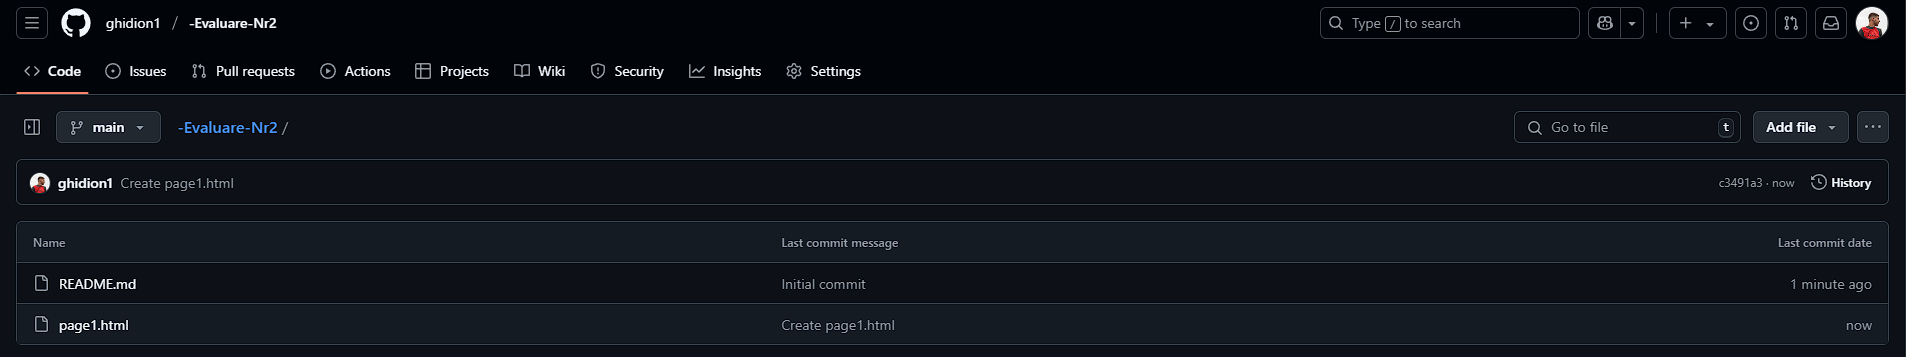 ghidion1 / -Evaluare-Nr2 Type / to search
Code Issues Pull requests Actions Projects Wiki Security Insights Settings
main -Evaluare-Nr2 / Go to file t Add file
ghidion1 Create page1.html c3491a3 · now History
Name Last commit message Last commit date
README.md Initial commit 1 minute ago
page1.html Create page1.html now